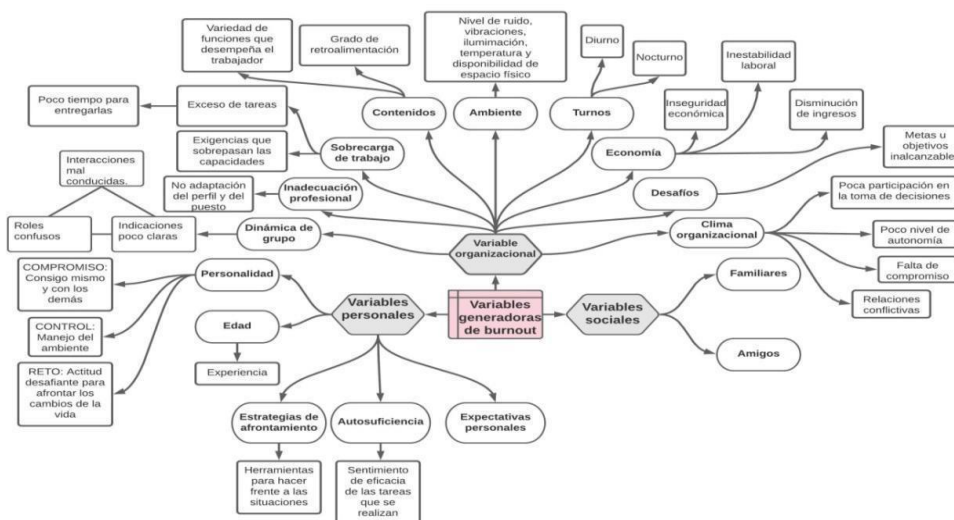 Variedad de
funciones que
desempeña el
trabajador
Grado de
retroalimentación
Nivel de ruido,
vibraciones,
ilumimación,
temperatura y
disponibilidad de
espacio físico
Diurno
Nocturno
Inestabilidad
laboral
Poco tiempo para
entregarlas
Exceso de tareas
Contenidos
Ambiente
Turnos
Inseguridad
económica
Disminución
de ingresos
Exigencias que
sobrepasan las
capacidades
Sobrecarga
de trabajo
Economía
Metas u
objetivos
inalcanzable
Interacciones
mal
conducidas.
No adaptación
del perfil y del
puesto
Inadecuación
profesional
Desafíos
Poca participación en
la toma de decisiones
Roles
confusos
Indicaciones
poco claras
Dinámica de
grupo
Variable
organizacional
Clima
organizacional
Poco nivel de
autonomía
COMPROMISO:
Consigo mismo
y con los
demás
Personalidad
Familiares
Falta de
compromiso
Relaciones
conflictivas
CONTROL:
Manejo del
ambiente
Edad
Variables
personales
Variables
generadoras
de burnout
Variables
sociales
RETO: Actitud
desafiante para
afrontar los
cambios de la
vida
Experiencia
Amigos
Estrategias de
afrontamiento
Autosuficiencia
Expectativas
personales
Herramientas
para hacer
frente a las
situaciones
Sentimiento
de eficacia
de las tareas
que se
realizan